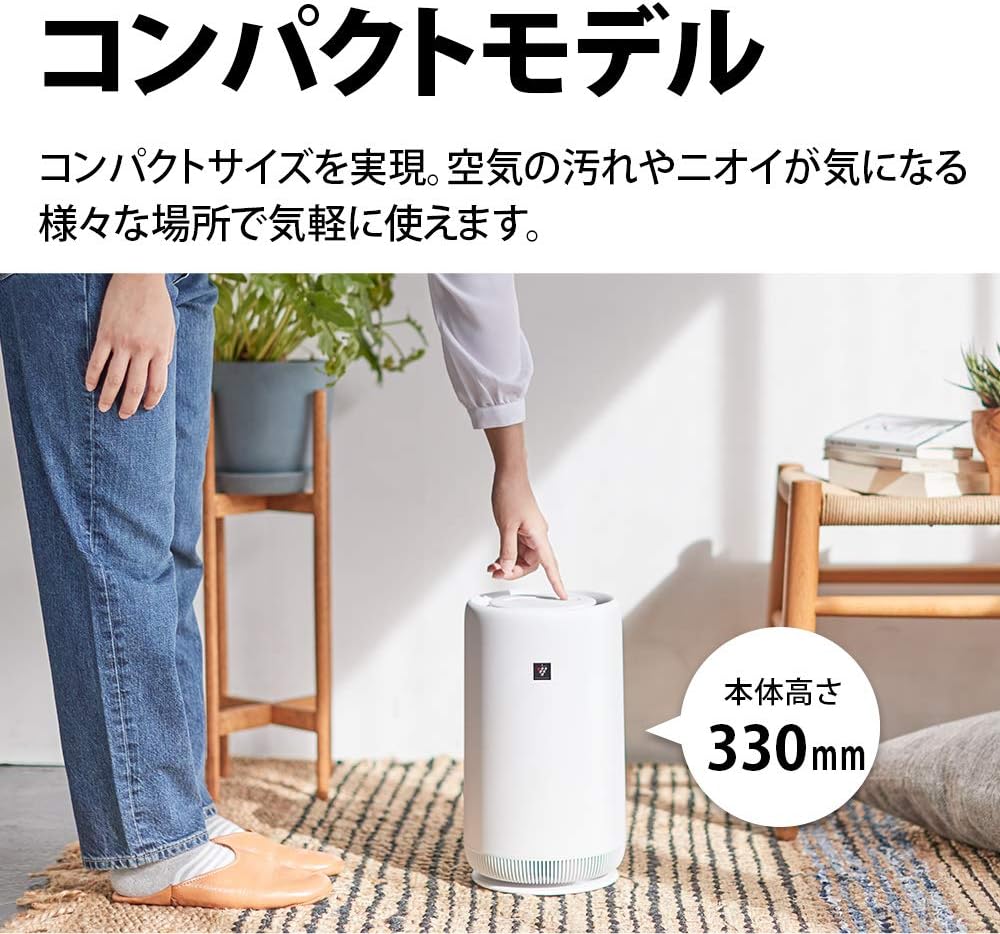 コンパクトモデル
コンパクトサイズを実現。空気の汚れやニオイが気になる
様々な場所で気軽に使えます。
本体高さ
330mm